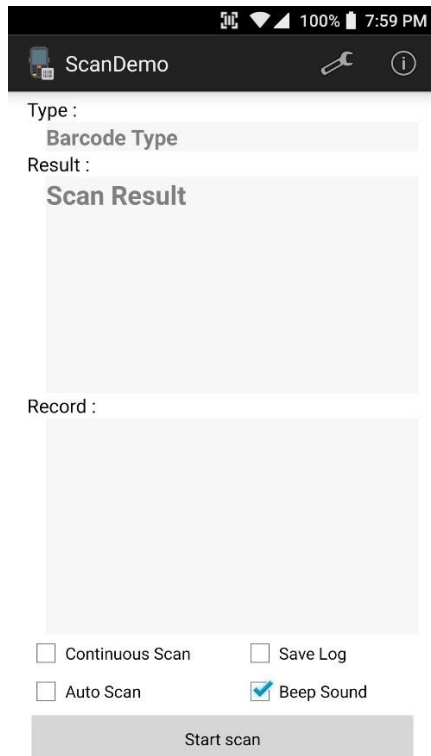 100% 7:59 PM
ScanDemo
Type :
Barcode Type
Result :
Scan Result
Record :
Continuous Scan Save Log
Auto Scan Beep Sound
Start scan